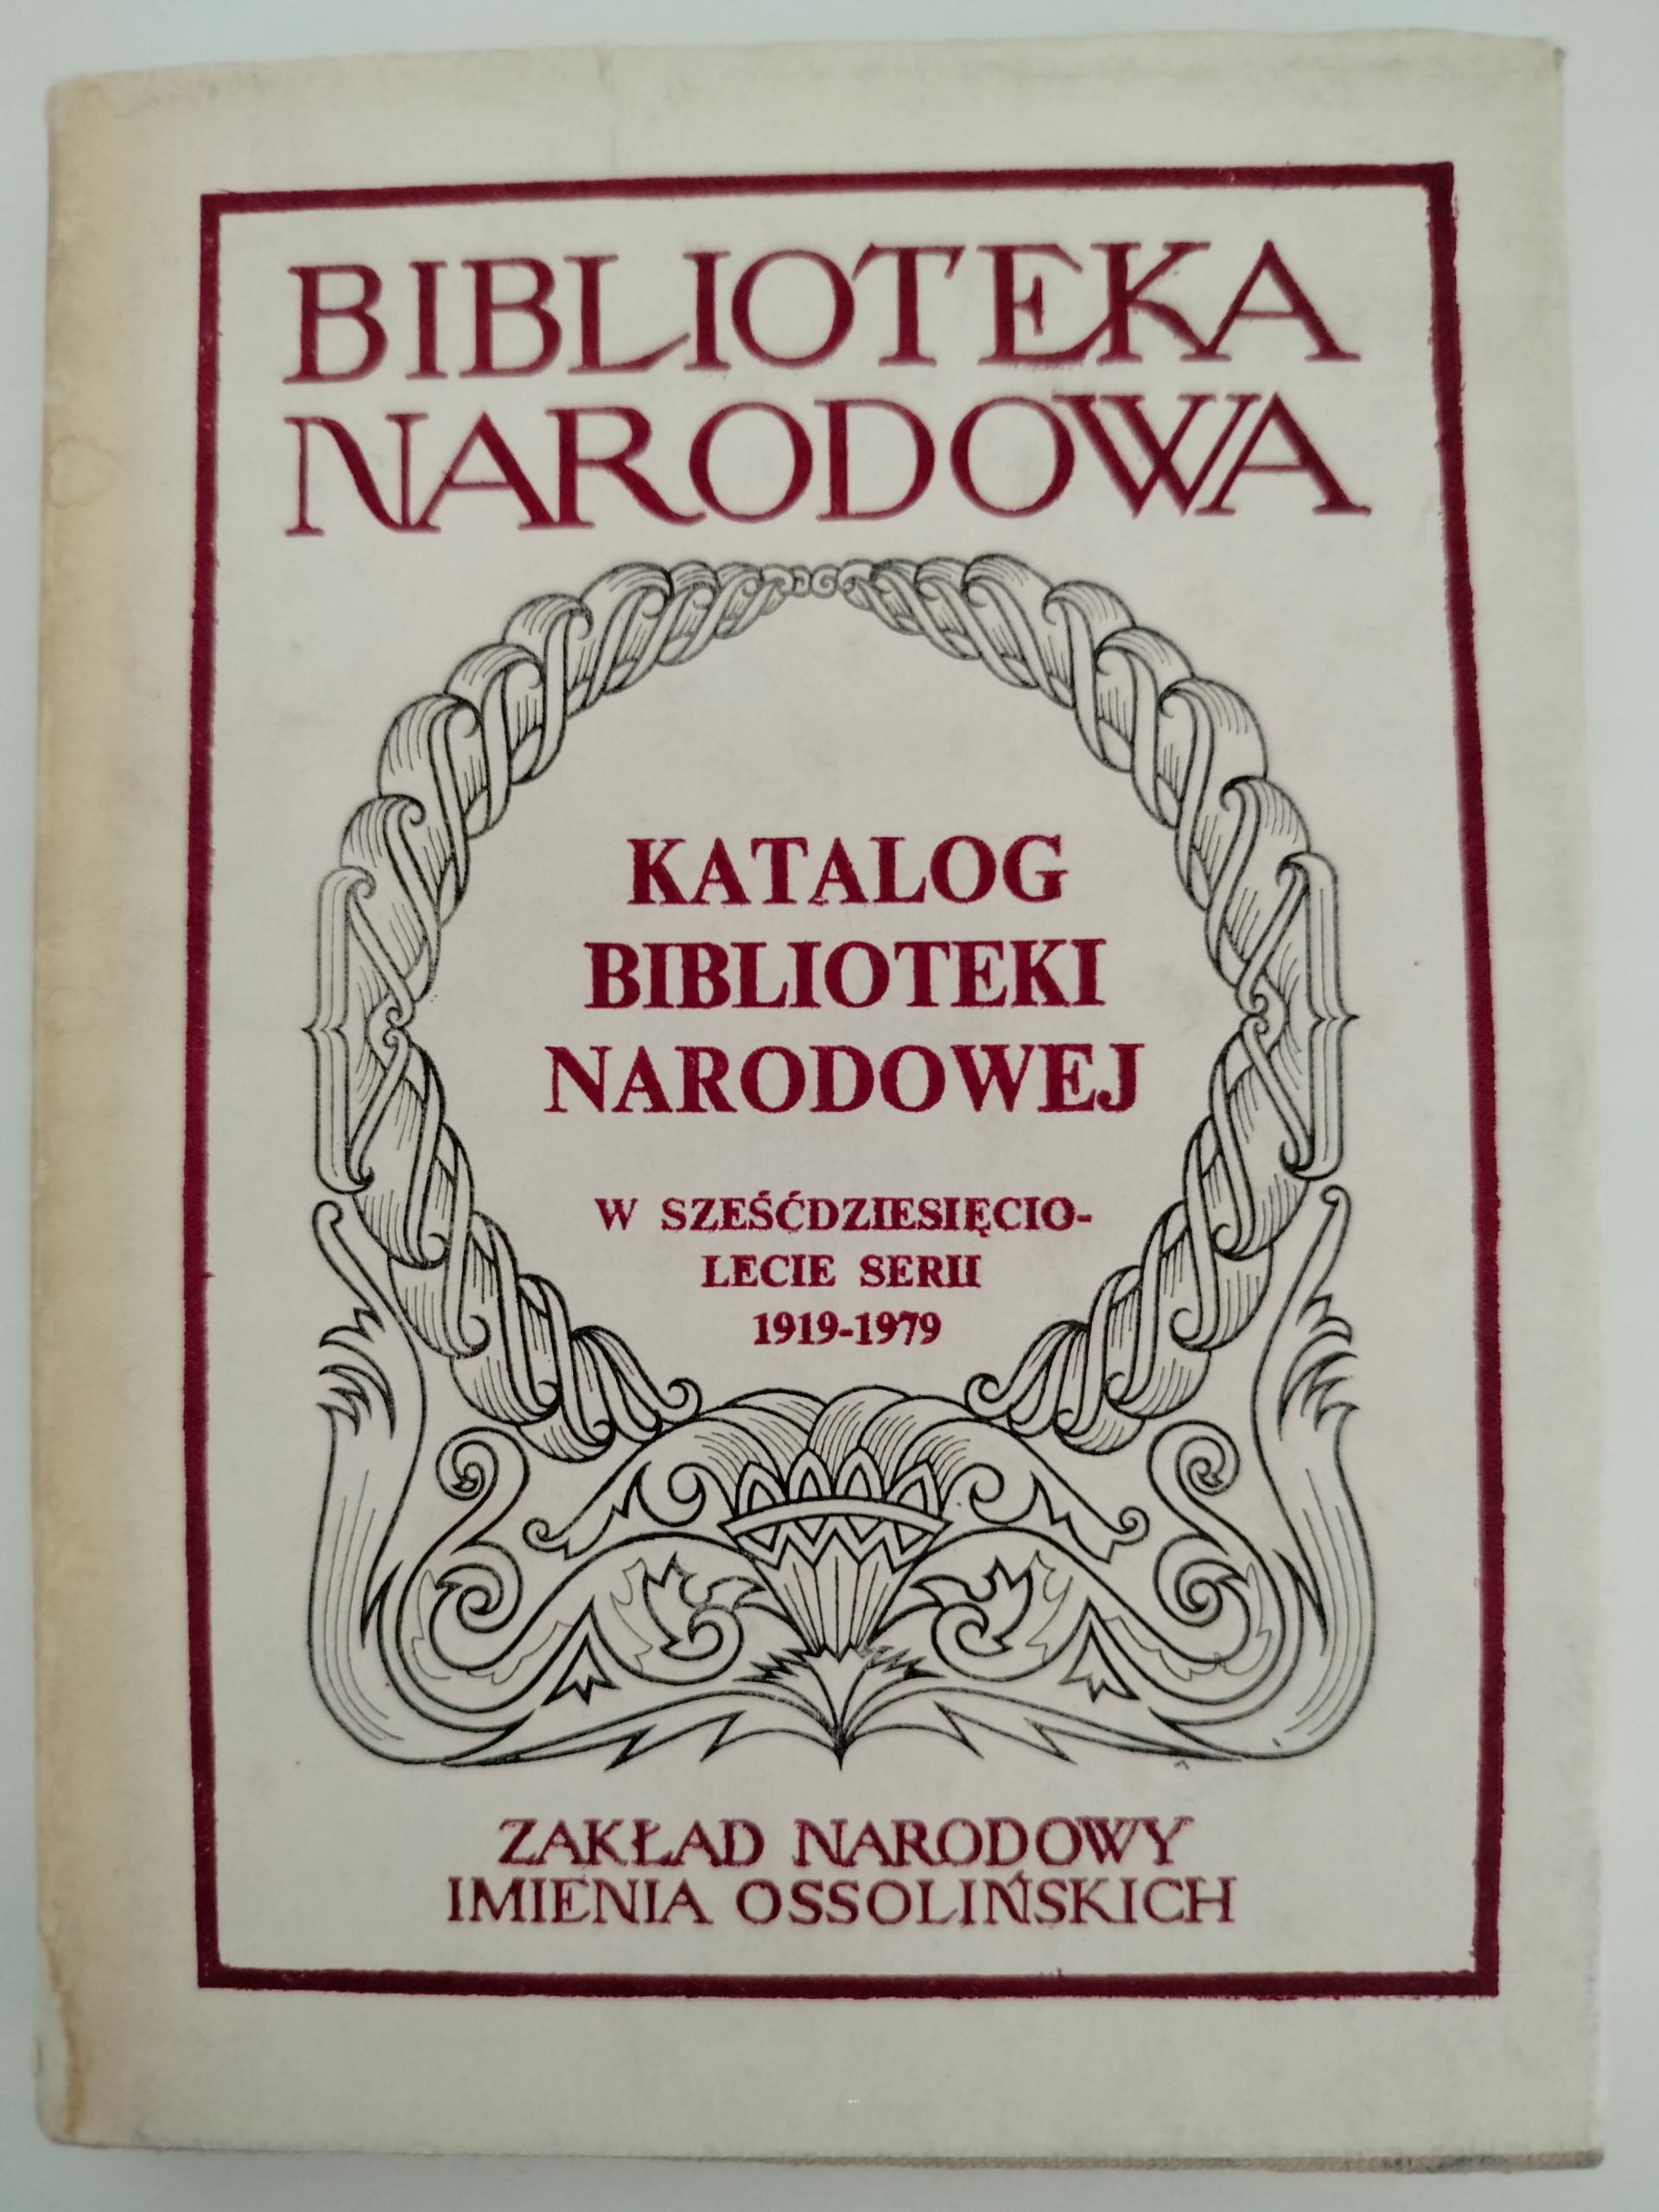 BIBLIOTEKA
NARODOWA
KATALOG
BIBLIOTEKI
NARODOWEJ
W SZEŚĆDZIESIĘCIO-
LECIE SERII
1919-1979
ZAKŁAD NARODOWY
IMIENIA OSSOLIŃSKICH